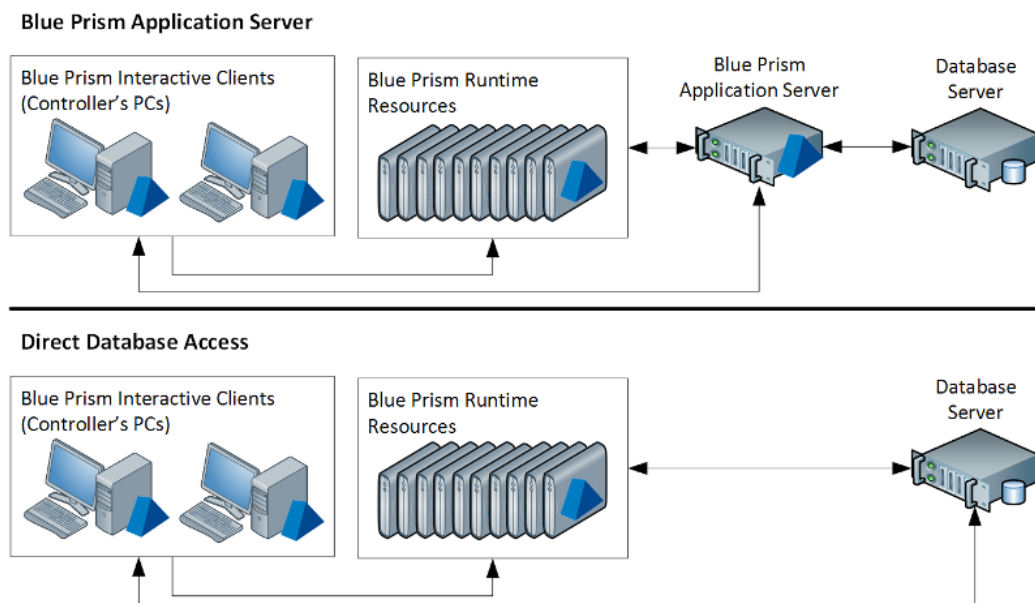 Blue Prism Application Server
Blue Prism Interactive Clients
(Controller's PCs)
Blue Prism Runtime
Resources
Blue Prism
Application Server
Database
Server
Direct Database Access
Blue Prism Interactive Clients
(Controller's PCs)
Blue Prism Runtime
Resources
Database
Server